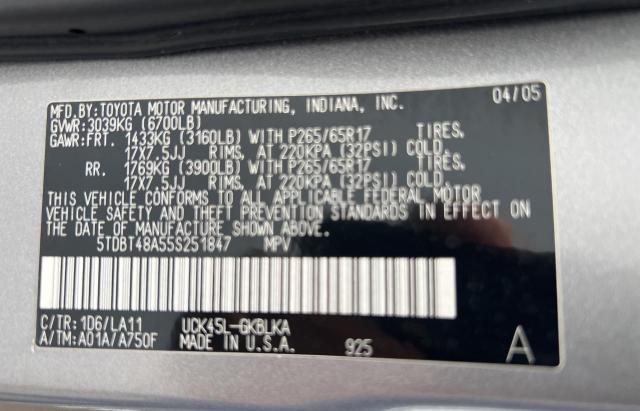 MFD.BY:TOYOTA MOTOR MANUFACTURING, INDIANA, INC. 04/05
GVWR:3039KG (6700LB)
GAWR:FRT. 1433KG (3160LB) WITH P265/65R17 TIRES.
17X7.5JJ RIMS, AT 220KPA (32PSI) COLD.
RR. 1769KG (3900LB) WITH P265/65R17 TIRES.
17X7.5JJ RIMS, AT 220KPA (32PSI) COLD.
THIS VEHICLE CONFORMS TO ALL APPLICABLE FEDERAL MOTOR
VEHICLE SAFETY AND THEFT PREVENTION STANDARDS IN EFFECT ON
THE DATE OF MANUFACTURE SHOWN ABOVE.
5TDBT48A55S251847 MPV
C/TR:1D6/LA11 UCK45L-GKBLKA
A/TM:A01A/A750F MADE IN U.S.A. 925 A